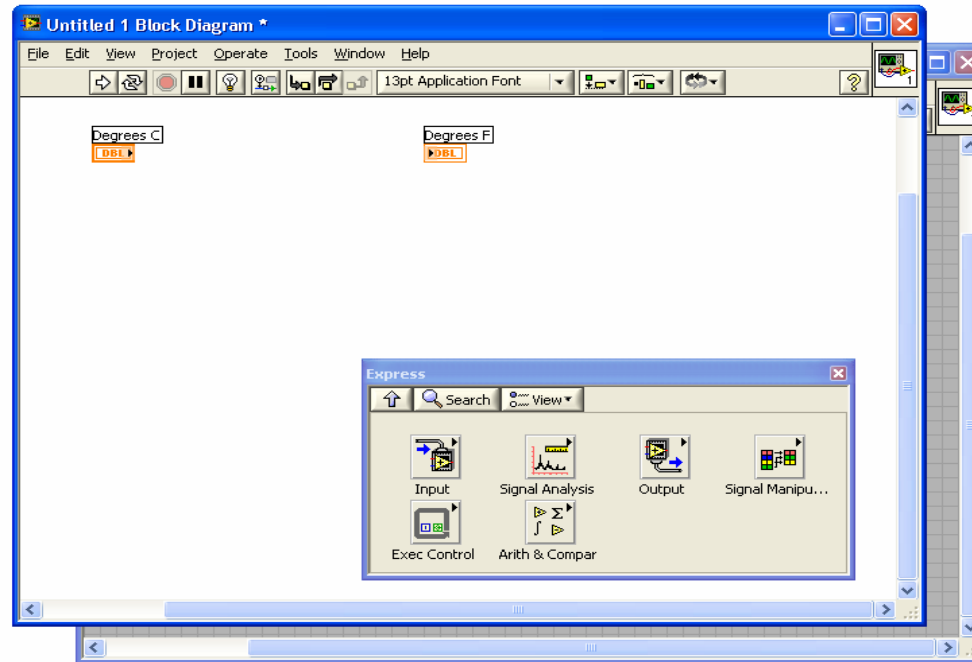 Untitled 1 Block Diagram *
File Edit View Project Operate Tools Window Help
13pt Application Font
?
1
Degrees C
DBL
Degrees F
DBL
Express
Search View
Input Signal Analysis Output Signal Manipu...
Exec Control Arith & Compar